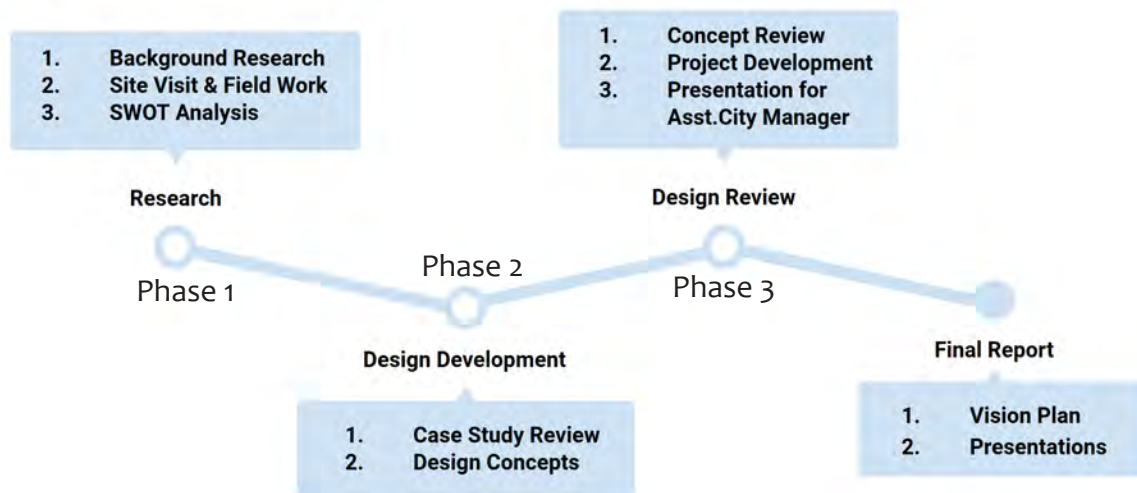 1. Background Research
2. Site Visit & Field Work
3. SWOT Analysis
Research
Phase 1
Phase 2
Design Development
1. Case Study Review
2. Design Concepts
1. Concept Review
2. Project Development
3. Presentation for
Asst.City Manager
Design Review
Phase 3
Final Report
1. Vision Plan
2. Presentations